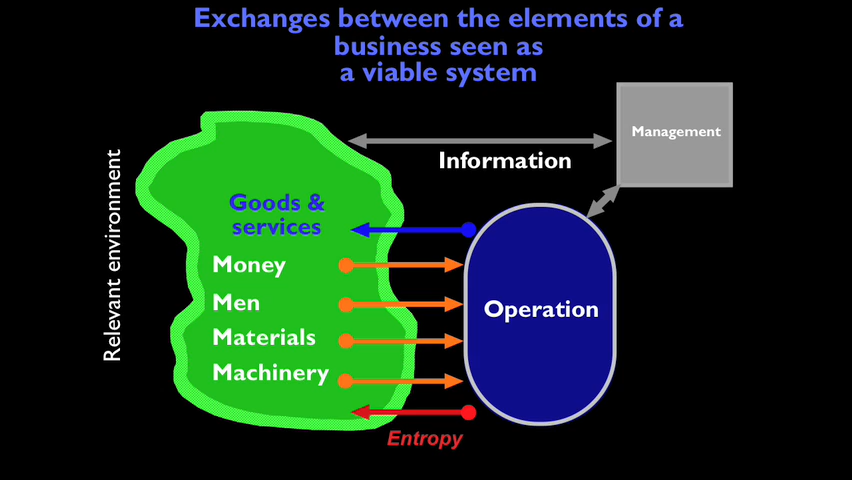 Exchanges between the elements of a
business seen as
a viable system
Management
Information
Relevant environment
Goods &
services
Money
Men
Materials
Machinery
Operation
Entropy